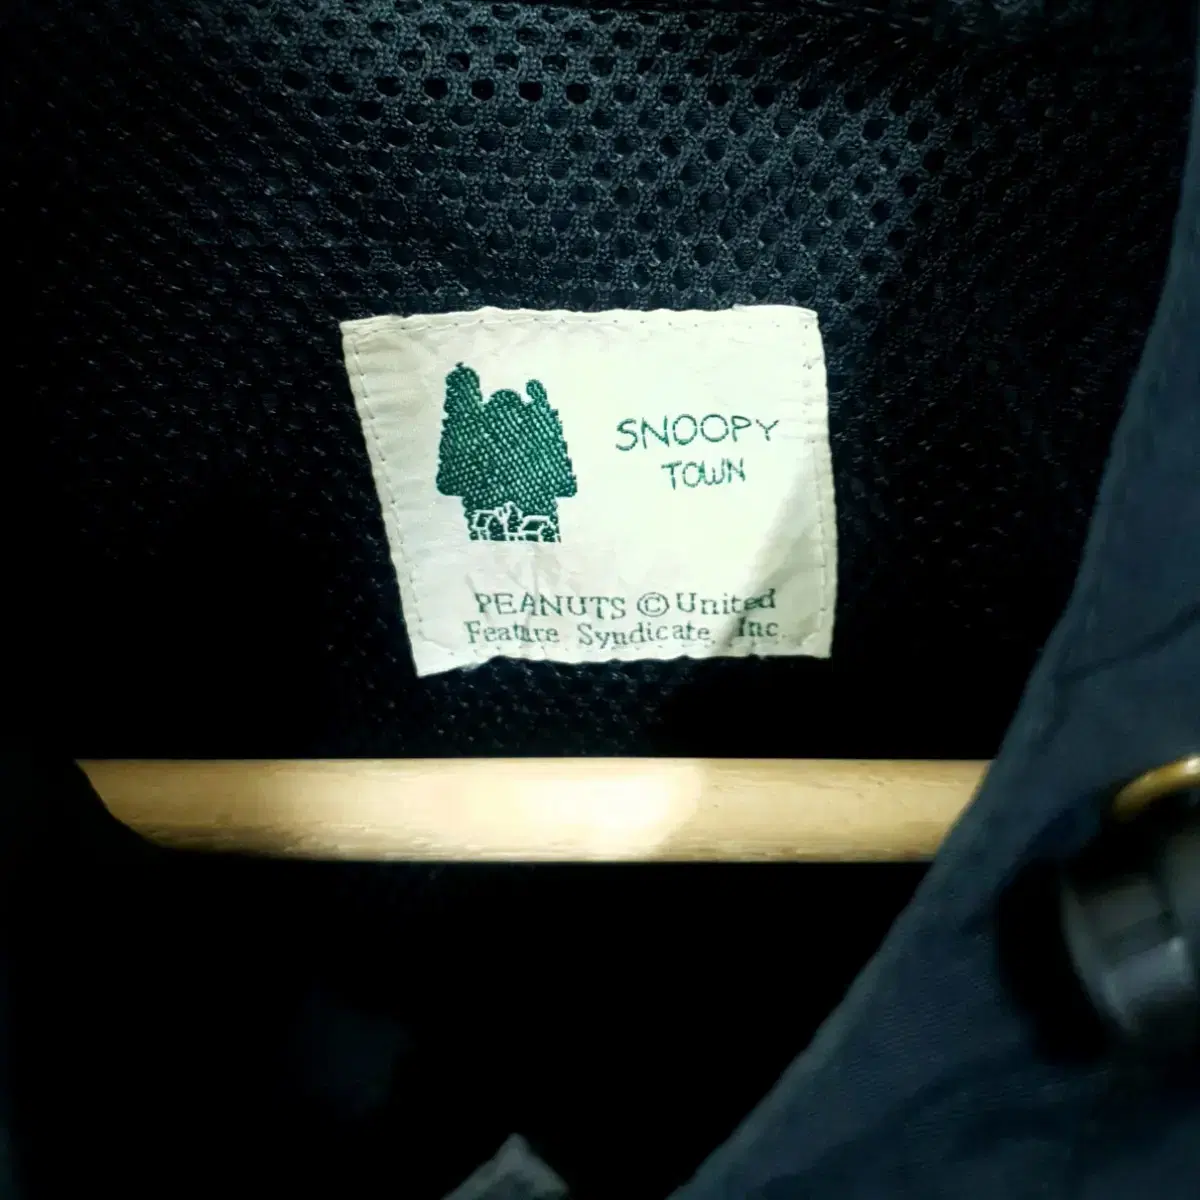 SNOOPY
TOWN
PEANUTS © United
Feature Syndicate, Inc.